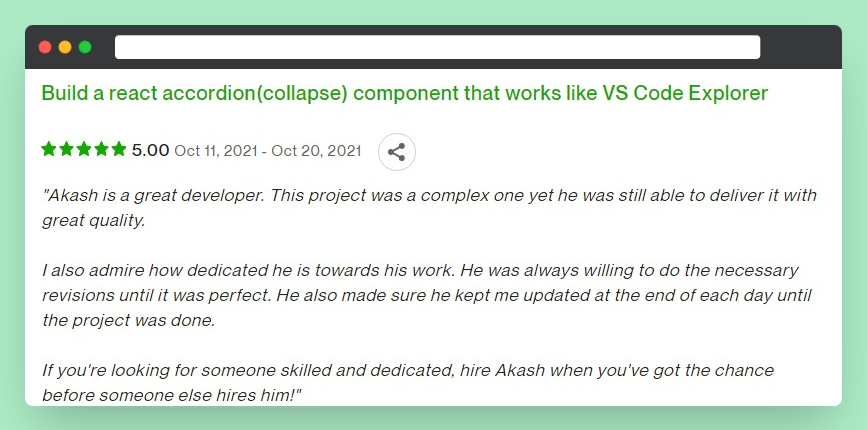 Build a react accordion(collapse) component that works like VS Code Explorer
5.00 Oct 11, 2021 - Oct 20, 2021
"Akash is a great developer. This project was a complex one yet he was still able to deliver it with
great quality.
I also admire how dedicated he is towards his work. He was always willing to do the necessary
revisions until it was perfect. He also made sure he kept me updated at the end of each day until
the project was done.
If you're looking for someone skilled and dedicated, hire Akash when you've got the chance
before someone else hires him!"